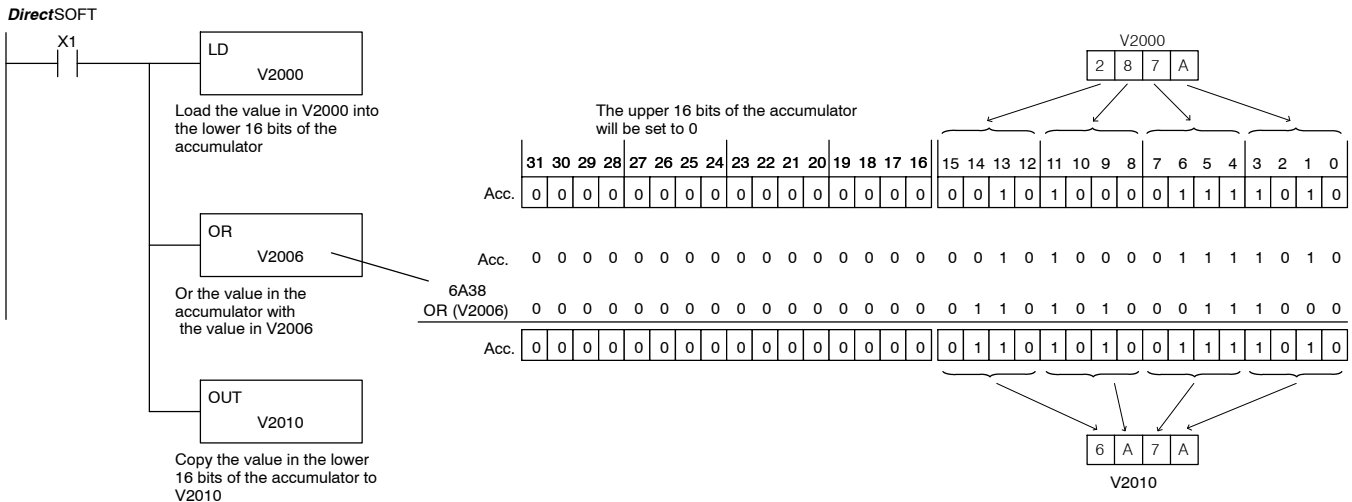 DirectSOFT
X1
LD
V2000
Load the value in V2000 into
the lower 16 bits of the
accumulator
OR
V2006
Or the value in the
accumulator with
the value in V2006
OUT
V2010
Copy the value in the lower
16 bits of the accumulator to
V2010
V2000
2 8 7 A
The upper 16 bits of the accumulator
will be set to 0
31 30 29 28 27 26 25 24 23 22 21 20 19 18 17 16 15 14 13 12 11 10 9 8 7 6 5 4 3 2 1 0
Acc. 0 0 0 0 0 0 0 0 0 0 0 0 0 0 0 0 0 0 1 0 1 0 0 0 0 1 1 1 1 0 1 0
Acc. 0 0 0 0 0 0 0 0 0 0 0 0 0 0 0 0 0 0 1 0 1 0 0 0 0 1 1 1 1 0 1 0
6A38
OR (V2006) 0 0 0 0 0 0 0 0 0 0 0 0 0 0 0 0 0 1 1 0 1 0 1 0 0 0 1 1 1 0 0 0
Acc. 0 0 0 0 0 0 0 0 0 0 0 0 0 0 0 0 0 1 1 0 1 0 1 0 0 1 1 1 1 0 1 0
6 A 7 A
V2010